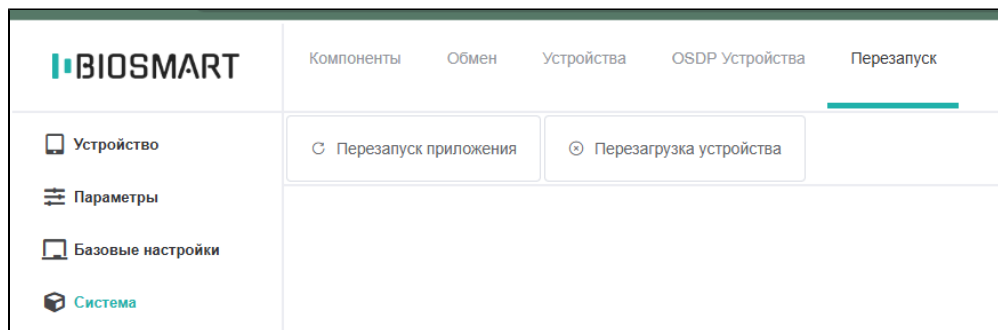 BIOSMART
Компоненты Обмен Устройства OSDP Устройства Перезапуск
Устройство
Параметры
Базовые настройки
Система
Перезапуск приложения Перезагрузка устройства